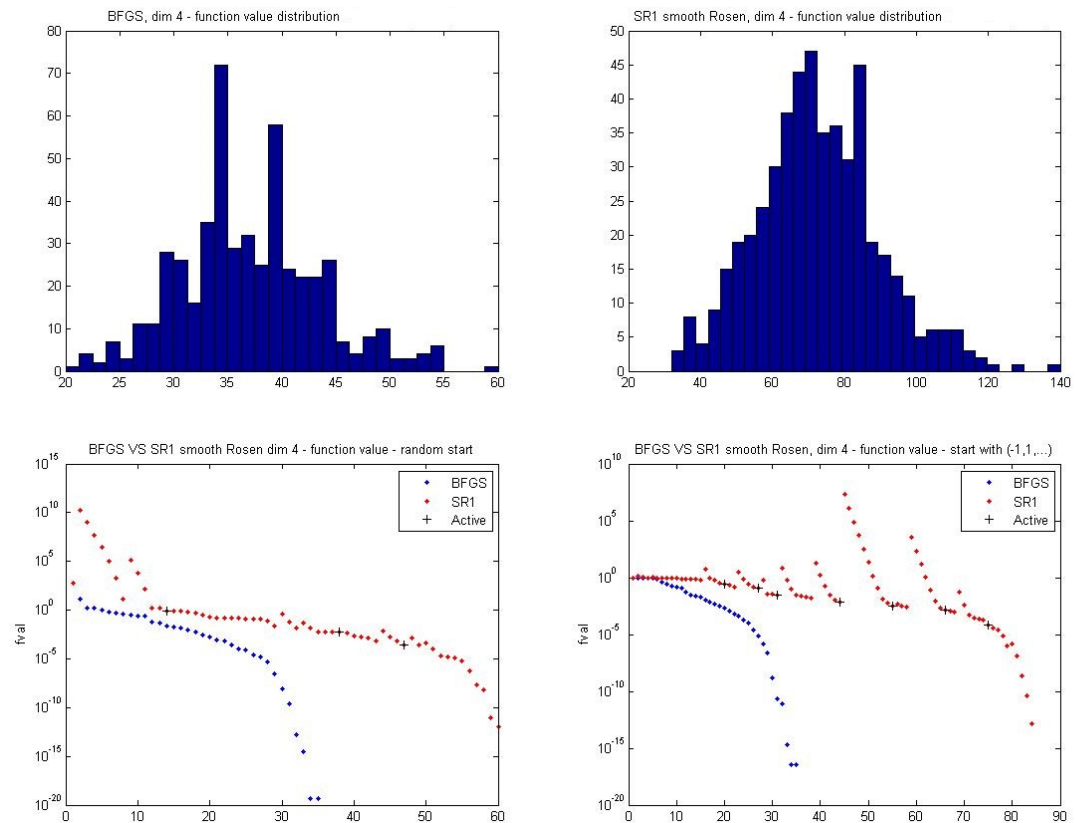 BFGS, dim 4 - function value distribution
80
70
60
50
40
30
20
10
0
20 25 30 35 40 45 50 55 60
SR1 smooth Rosen, dim 4 - function value distribution
50
45
40
35
30
25
20
15
10
5
0
20 40 60 80 100 120 140
BFGS VS SR1 smooth Rosen dim 4 - function value - random start
10^15
10^10
10^5
10^0
10^-5
10^-10
10^-15
10^-20
fval
BFGS
SR1
Active
0 10 20 30 40 50 60
BFGS VS SR1 smooth Rosen, dim 4 - function value - start with (-1,1,...)
10^10
10^5
10^0
10^-5
10^-10
10^-15
10^-20
fval
BFGS
SR1
Active
0 10 20 30 40 50 60 70 80 90